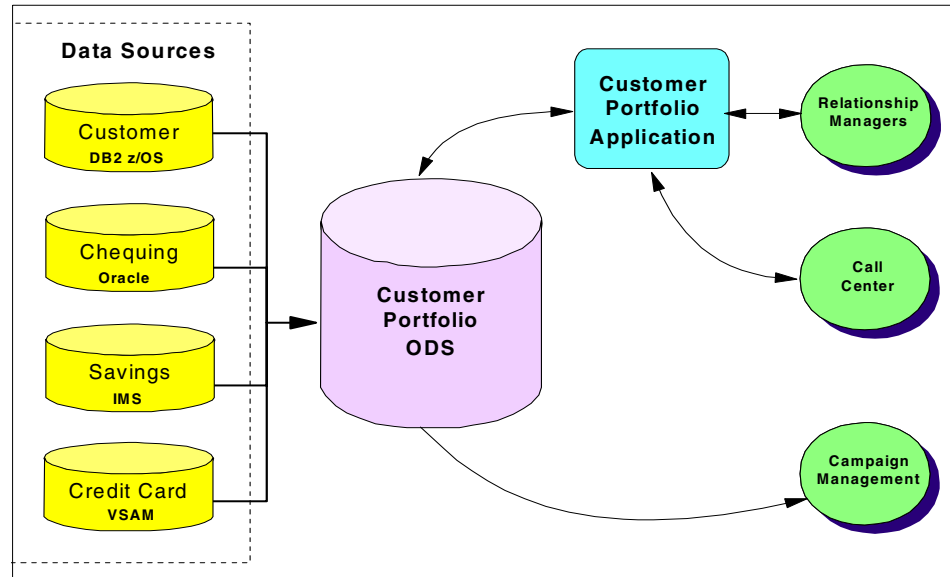 Data Sources
Customer
DB2 z/OS
Chequing
Oracle
Savings
IMS
Credit Card
VSAM
Customer
Portfolio
ODS
Customer
Portfolio
Application
Relationship
Managers
Call
Center
Campaign
Management